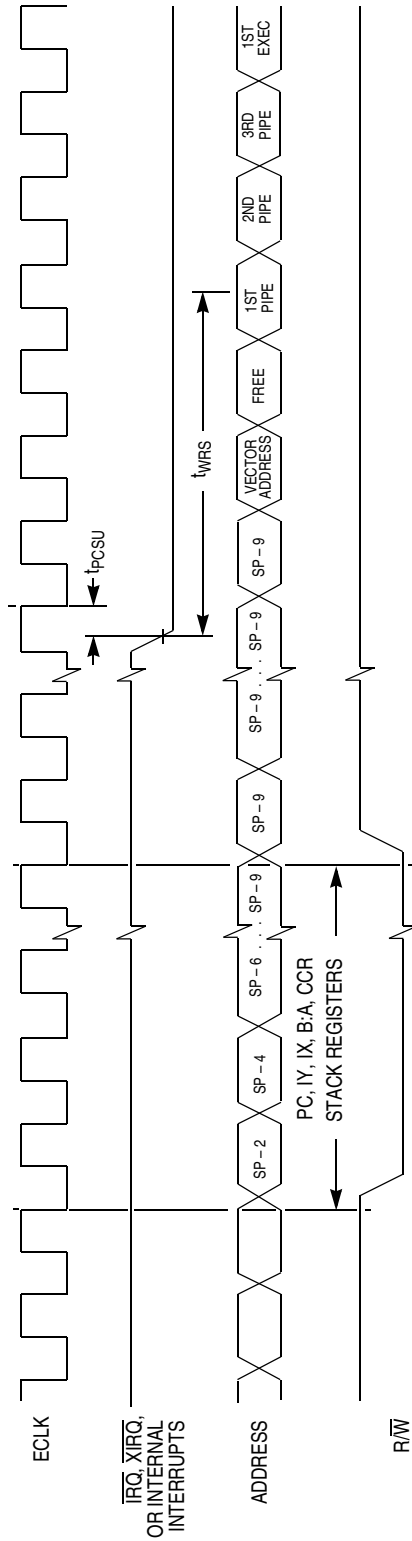 ECLK
tPCSU
IRQ, XIRQ,
OR INTERNAL
INTERRUPTS
tWRS
ADDRESS
SP – 2
SP – 4
SP – 6 . . . SP – 9
SP – 9
SP – 9 . . . SP – 9
SP – 9
VECTOR
ADDRESS
FREE
1ST
PIPE
2ND
PIPE
3RD
PIPE
1ST
EXEC
PC, IY, IX, B:A, CCR
STACK REGISTERS
R/W